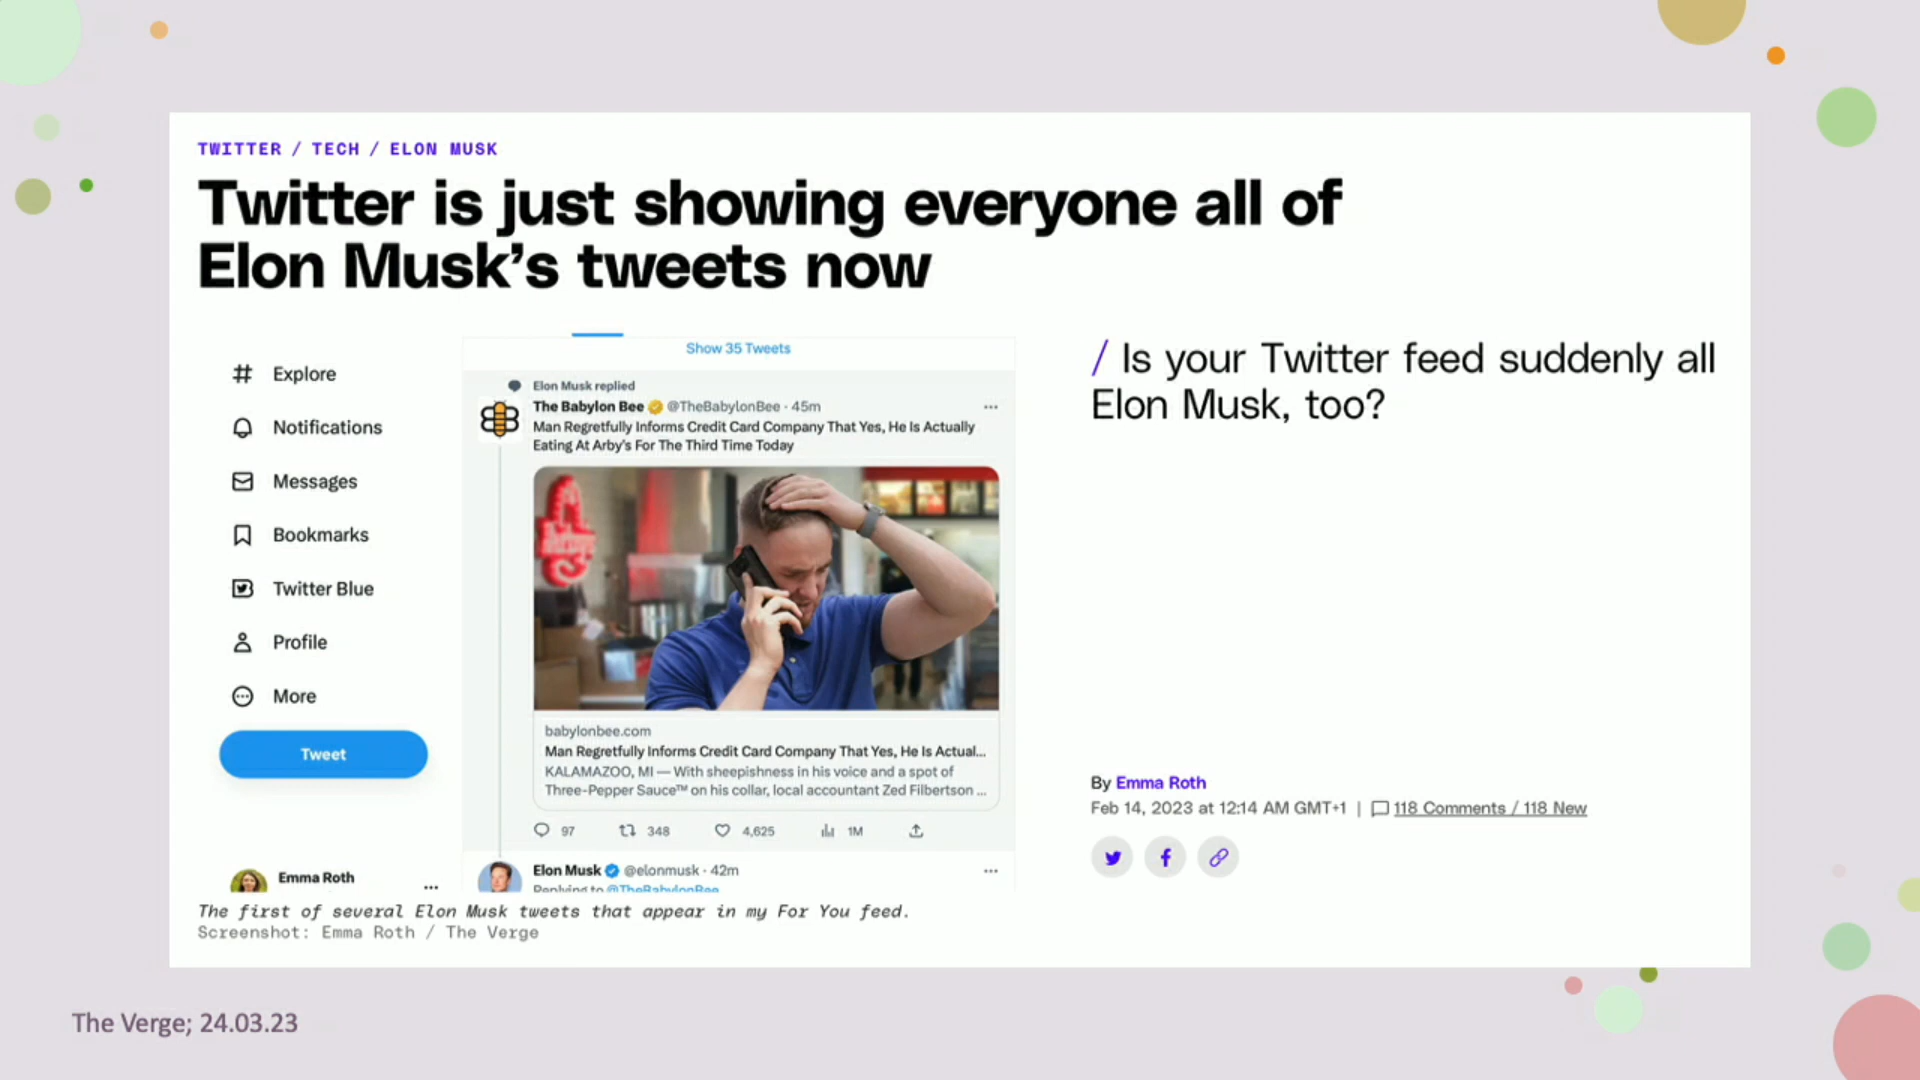 TWITTER / TECH / ELON MUSK
Twitter is just showing everyone all of
Elon Musk’s tweets now
Explore
Notifications
Messages
Bookmarks
Twitter Blue
Profile
More
Tweet
Emma Roth
Show 35 Tweets
Elon Musk replied
The Babylon Bee @TheBabylonBee · 45m
Man Regretfully Informs Credit Card Company That Yes, He Is Actually
Eating At Arby's For The Third Time Today
Arby's
babylonbee.com
Man Regretfully Informs Credit Card Company That Yes, He Is Actual...
KALAMAZOO, MI — With sheepishness in his voice and a spot of
Three-Pepper Sauce™ on his collar, local accountant Zed Filbertson ...
97 348 4,625 1M
Elon Musk @elonmusk · 42m
Replying to @TheBabylonBee
/ Is your Twitter feed suddenly all
Elon Musk, too?
By Emma Roth
Feb 14, 2023 at 12:14 AM GMT+1 | 118 Comments / 118 New
The first of several Elon Musk tweets that appear in my For You feed.
Screenshot: Emma Roth / The Verge
The Verge; 24.03.23